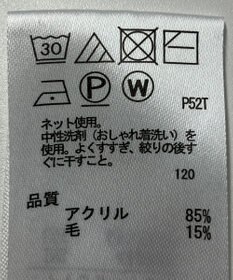 30
P W P52T
ネット使用。
中性洗剤（おしゃれ着洗い）を
使用。よくすすぎ、絞りの後す
ぐに干すこと。
120
品質
アクリル 85%
毛 15%